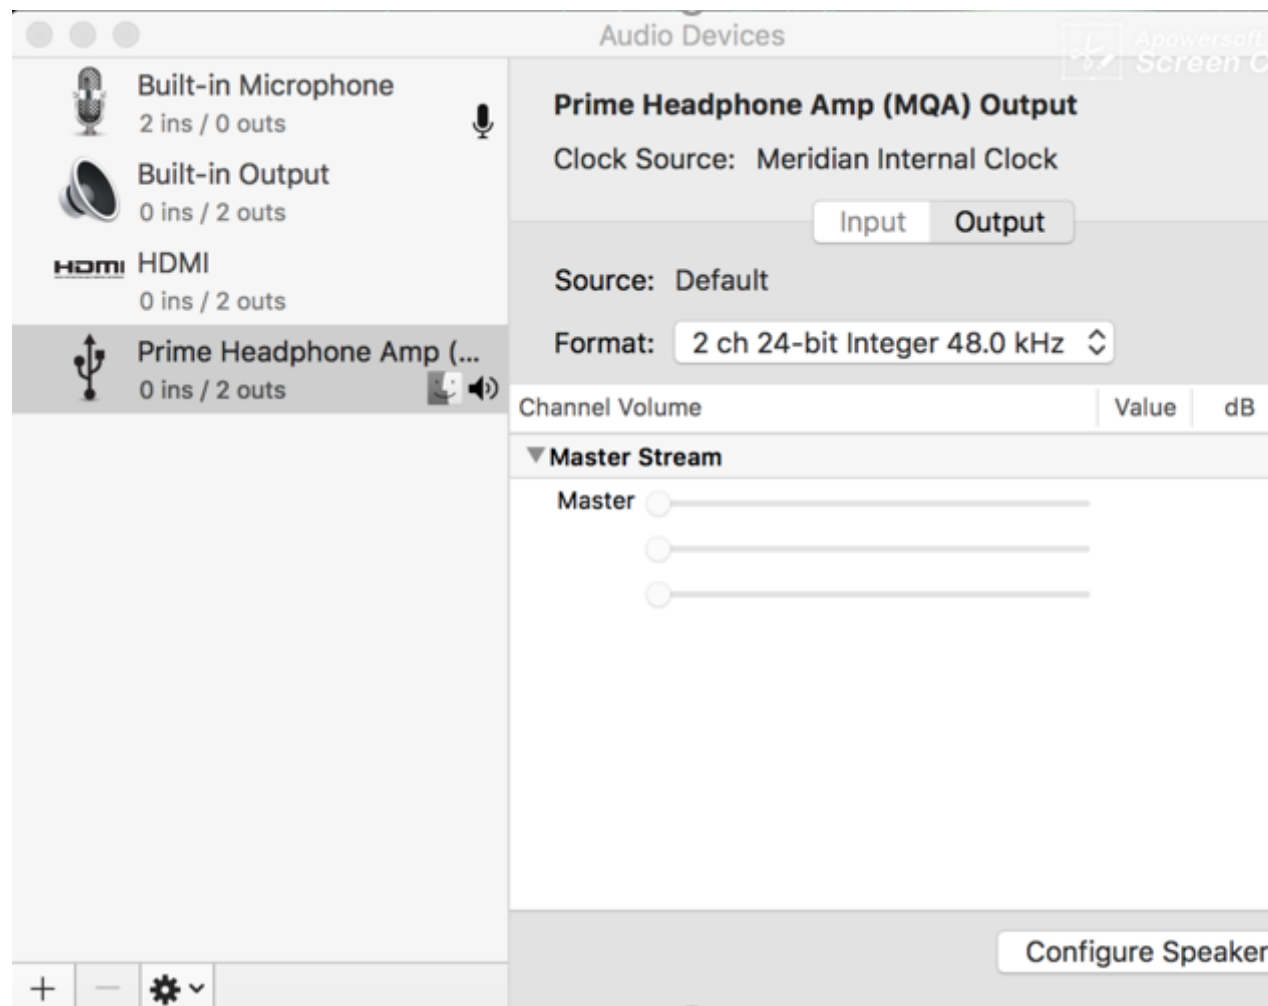 Audio Devices
Apowersoft
Screen C
Built-in Microphone
2 ins / 0 outs
Built-in Output
0 ins / 2 outs
HDMI HDMI
0 ins / 2 outs
Prime Headphone Amp (...
0 ins / 2 outs
Prime Headphone Amp (MQA) Output
Clock Source: Meridian Internal Clock
Input Output
Source: Default
Format: 2 ch 24-bit Integer 48.0 kHz
Channel Volume Value dB
Master Stream
Master
Configure Speaker